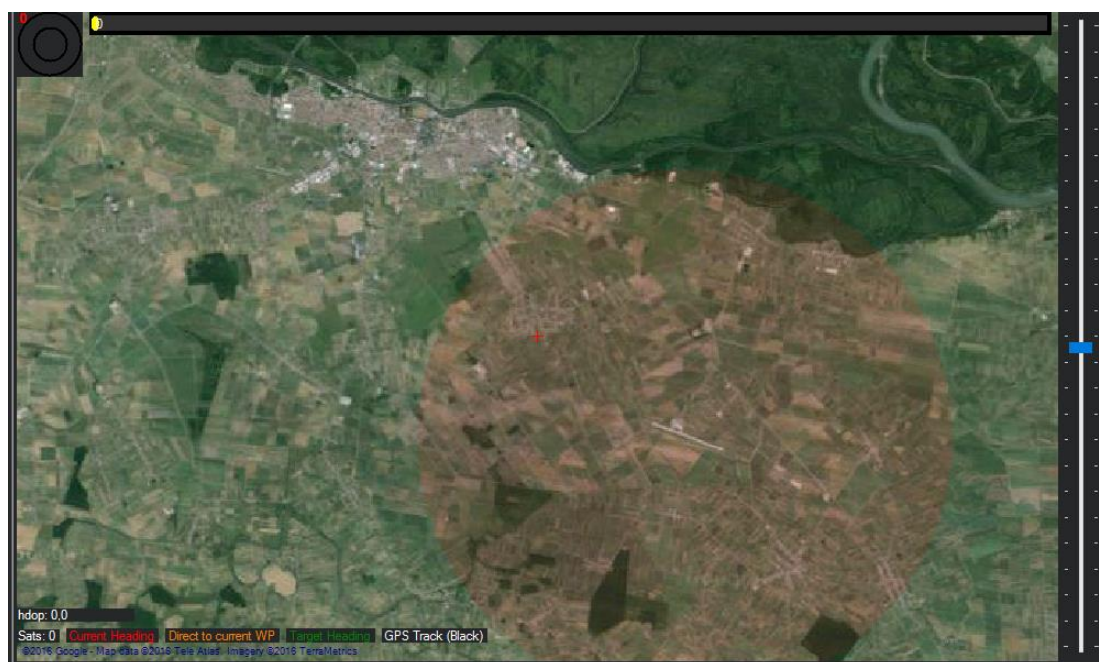 0
0
hdop: 0,0
Sats: 0 Current Heading Direct to current WP Target Heading GPS Track (Black)
©2016 Google - Map data ©2016 Tele Atlas, Imagery ©2016 TerraMetrics